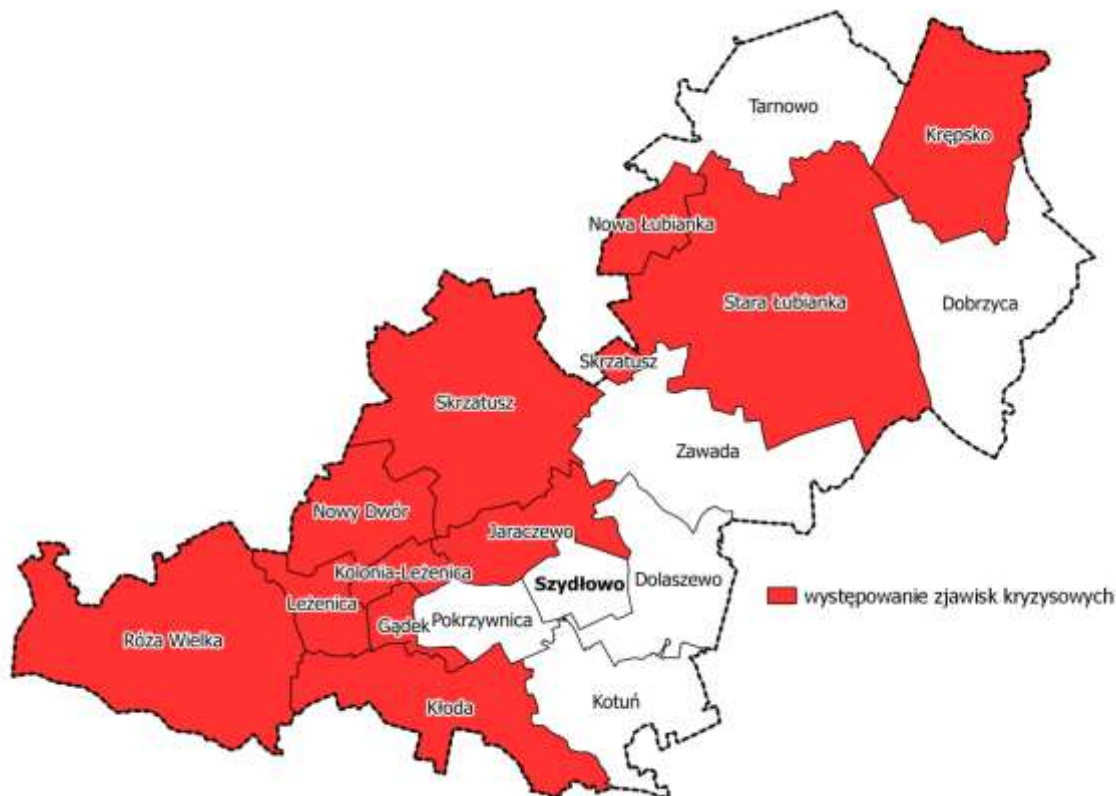 Tarnowo
Krępsko
Nowa Łubianka
Stara Łubianka
Dobrzyca
Skrzatusz
Skrzatusz
Zawada
Nowy Dwór
Jaraczewo
Kolonia-Leżenica
Szydłowo
Dolaszewo
Leżenica
występowanie zjawisk kryzysowych
Gądek
Pokrzywnica
Róża Wielka
Kotuń
Kłoda